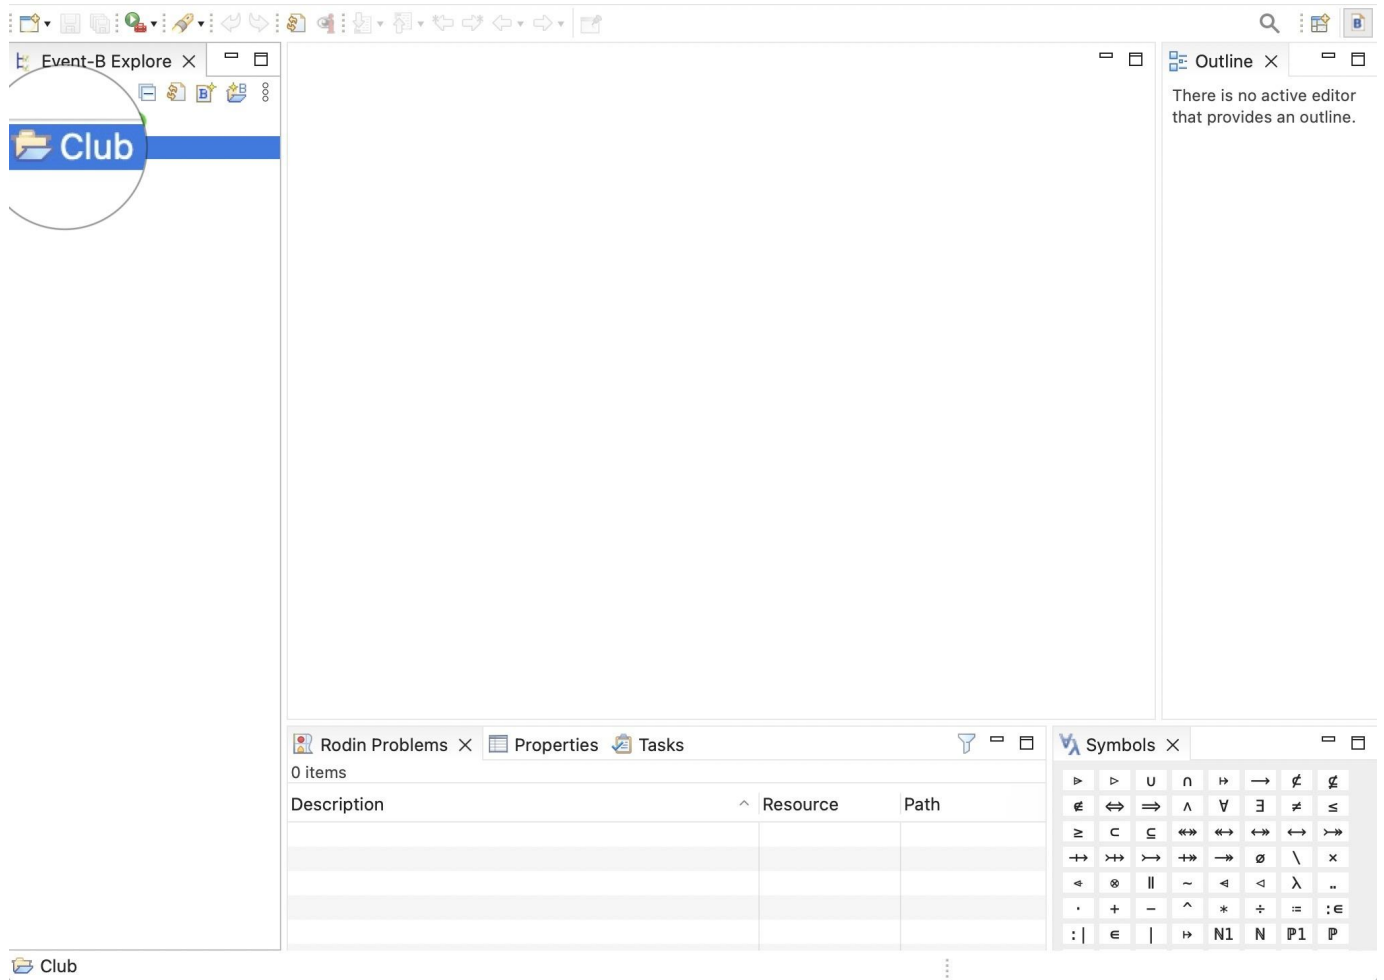 Event-B Explore
Outline
There is no active editor
that provides an outline.
Club
Rodin Problems
Properties
Tasks
Symbols
0 items
Description
Resource
Path
⩥ ▷ ∪ ∩ ↦ → ⊄ ⊈
∉ ⇔ ⇒ ∧ ∀ ∃ ≠ ≤
≥ ⊂ ⊆ ↔ ↔ ↔ ↔ ⤖
⇸ ⤔ ↣ ⤀ ↠ ∅ \ ×
⊗ ∥ ∼ ⩤ ◁ λ ‥
· + − ^ ∗ ÷ ≔ :∈
:∣ ∈ ∣ ↦ ℕ1 ℕ ℙ1 ℙ
Club